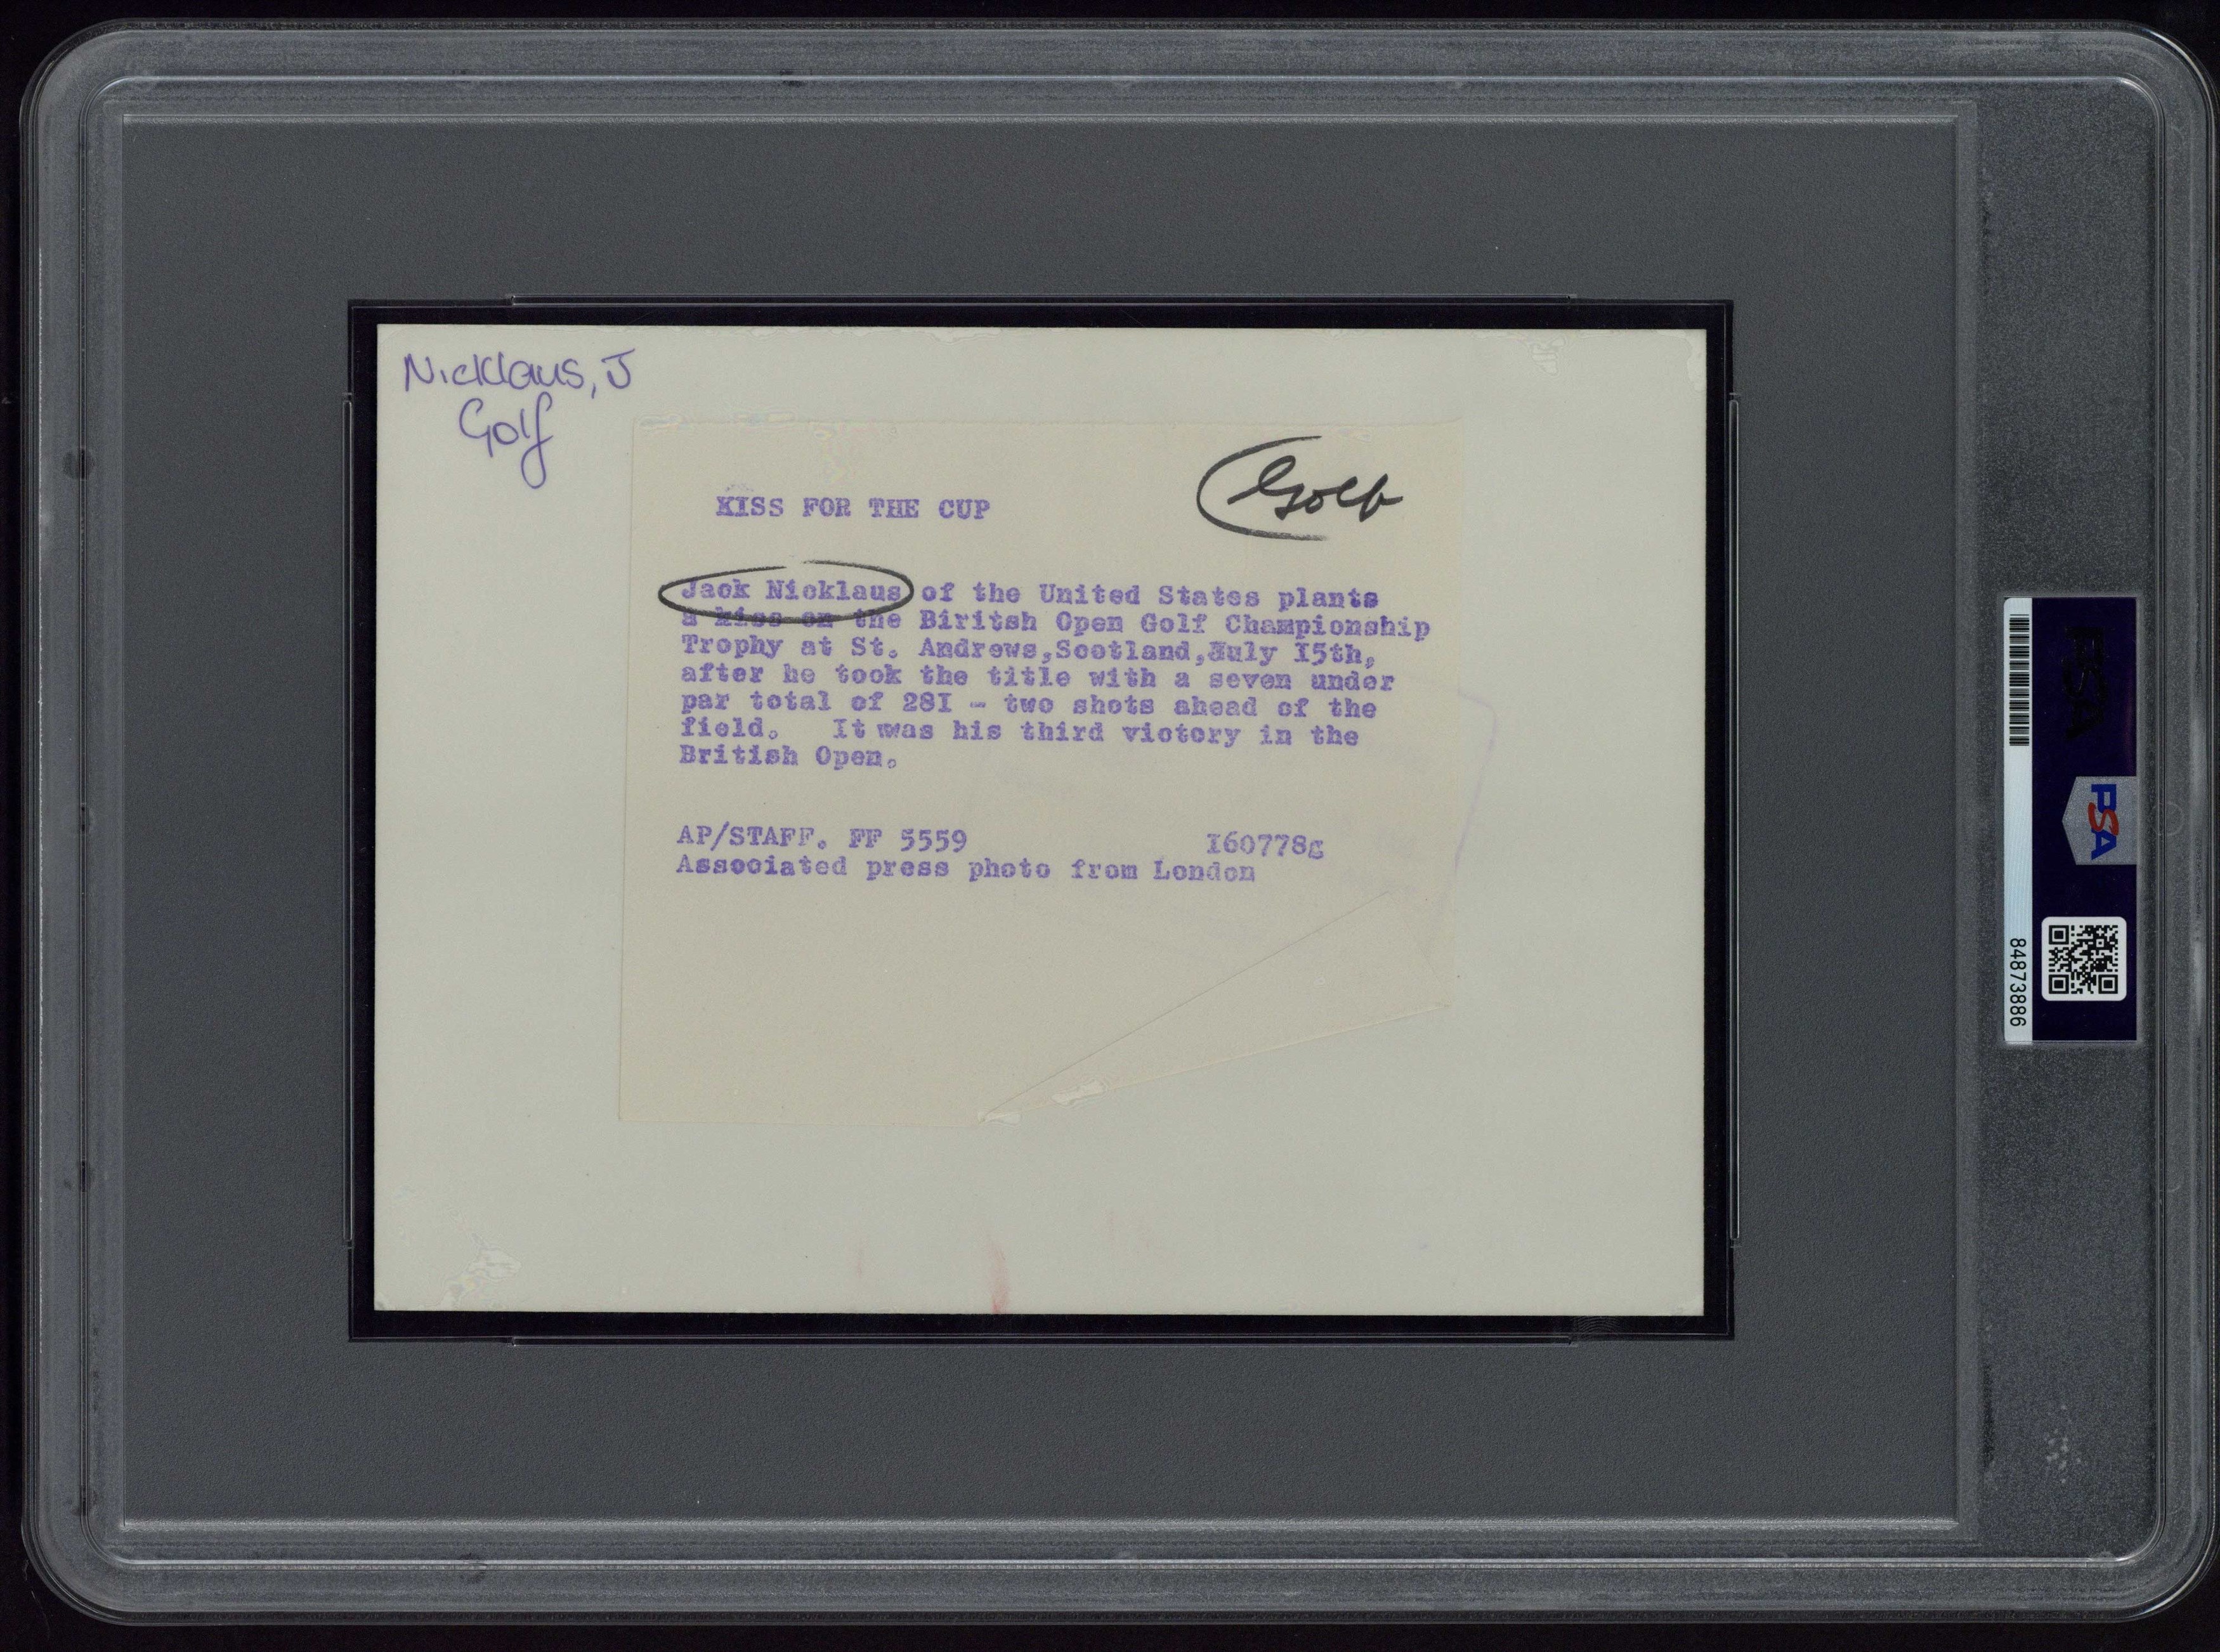 Nicklaus, J
Golf
Golf
KISS FOR THE CUP
Jack Nicklaus of the United States plants
a kiss on the Biritsh Open Golf Championship
Trophy at St. Andrews,Scotland,July I5th,
after he took the title with a seven under
par total of 28I - two shots ahead of the
field. It was his third victory in the
British Open.
AP/STAFF. FF 5559 I60778g
Associated press photo from London
PSA
PSA
84873886